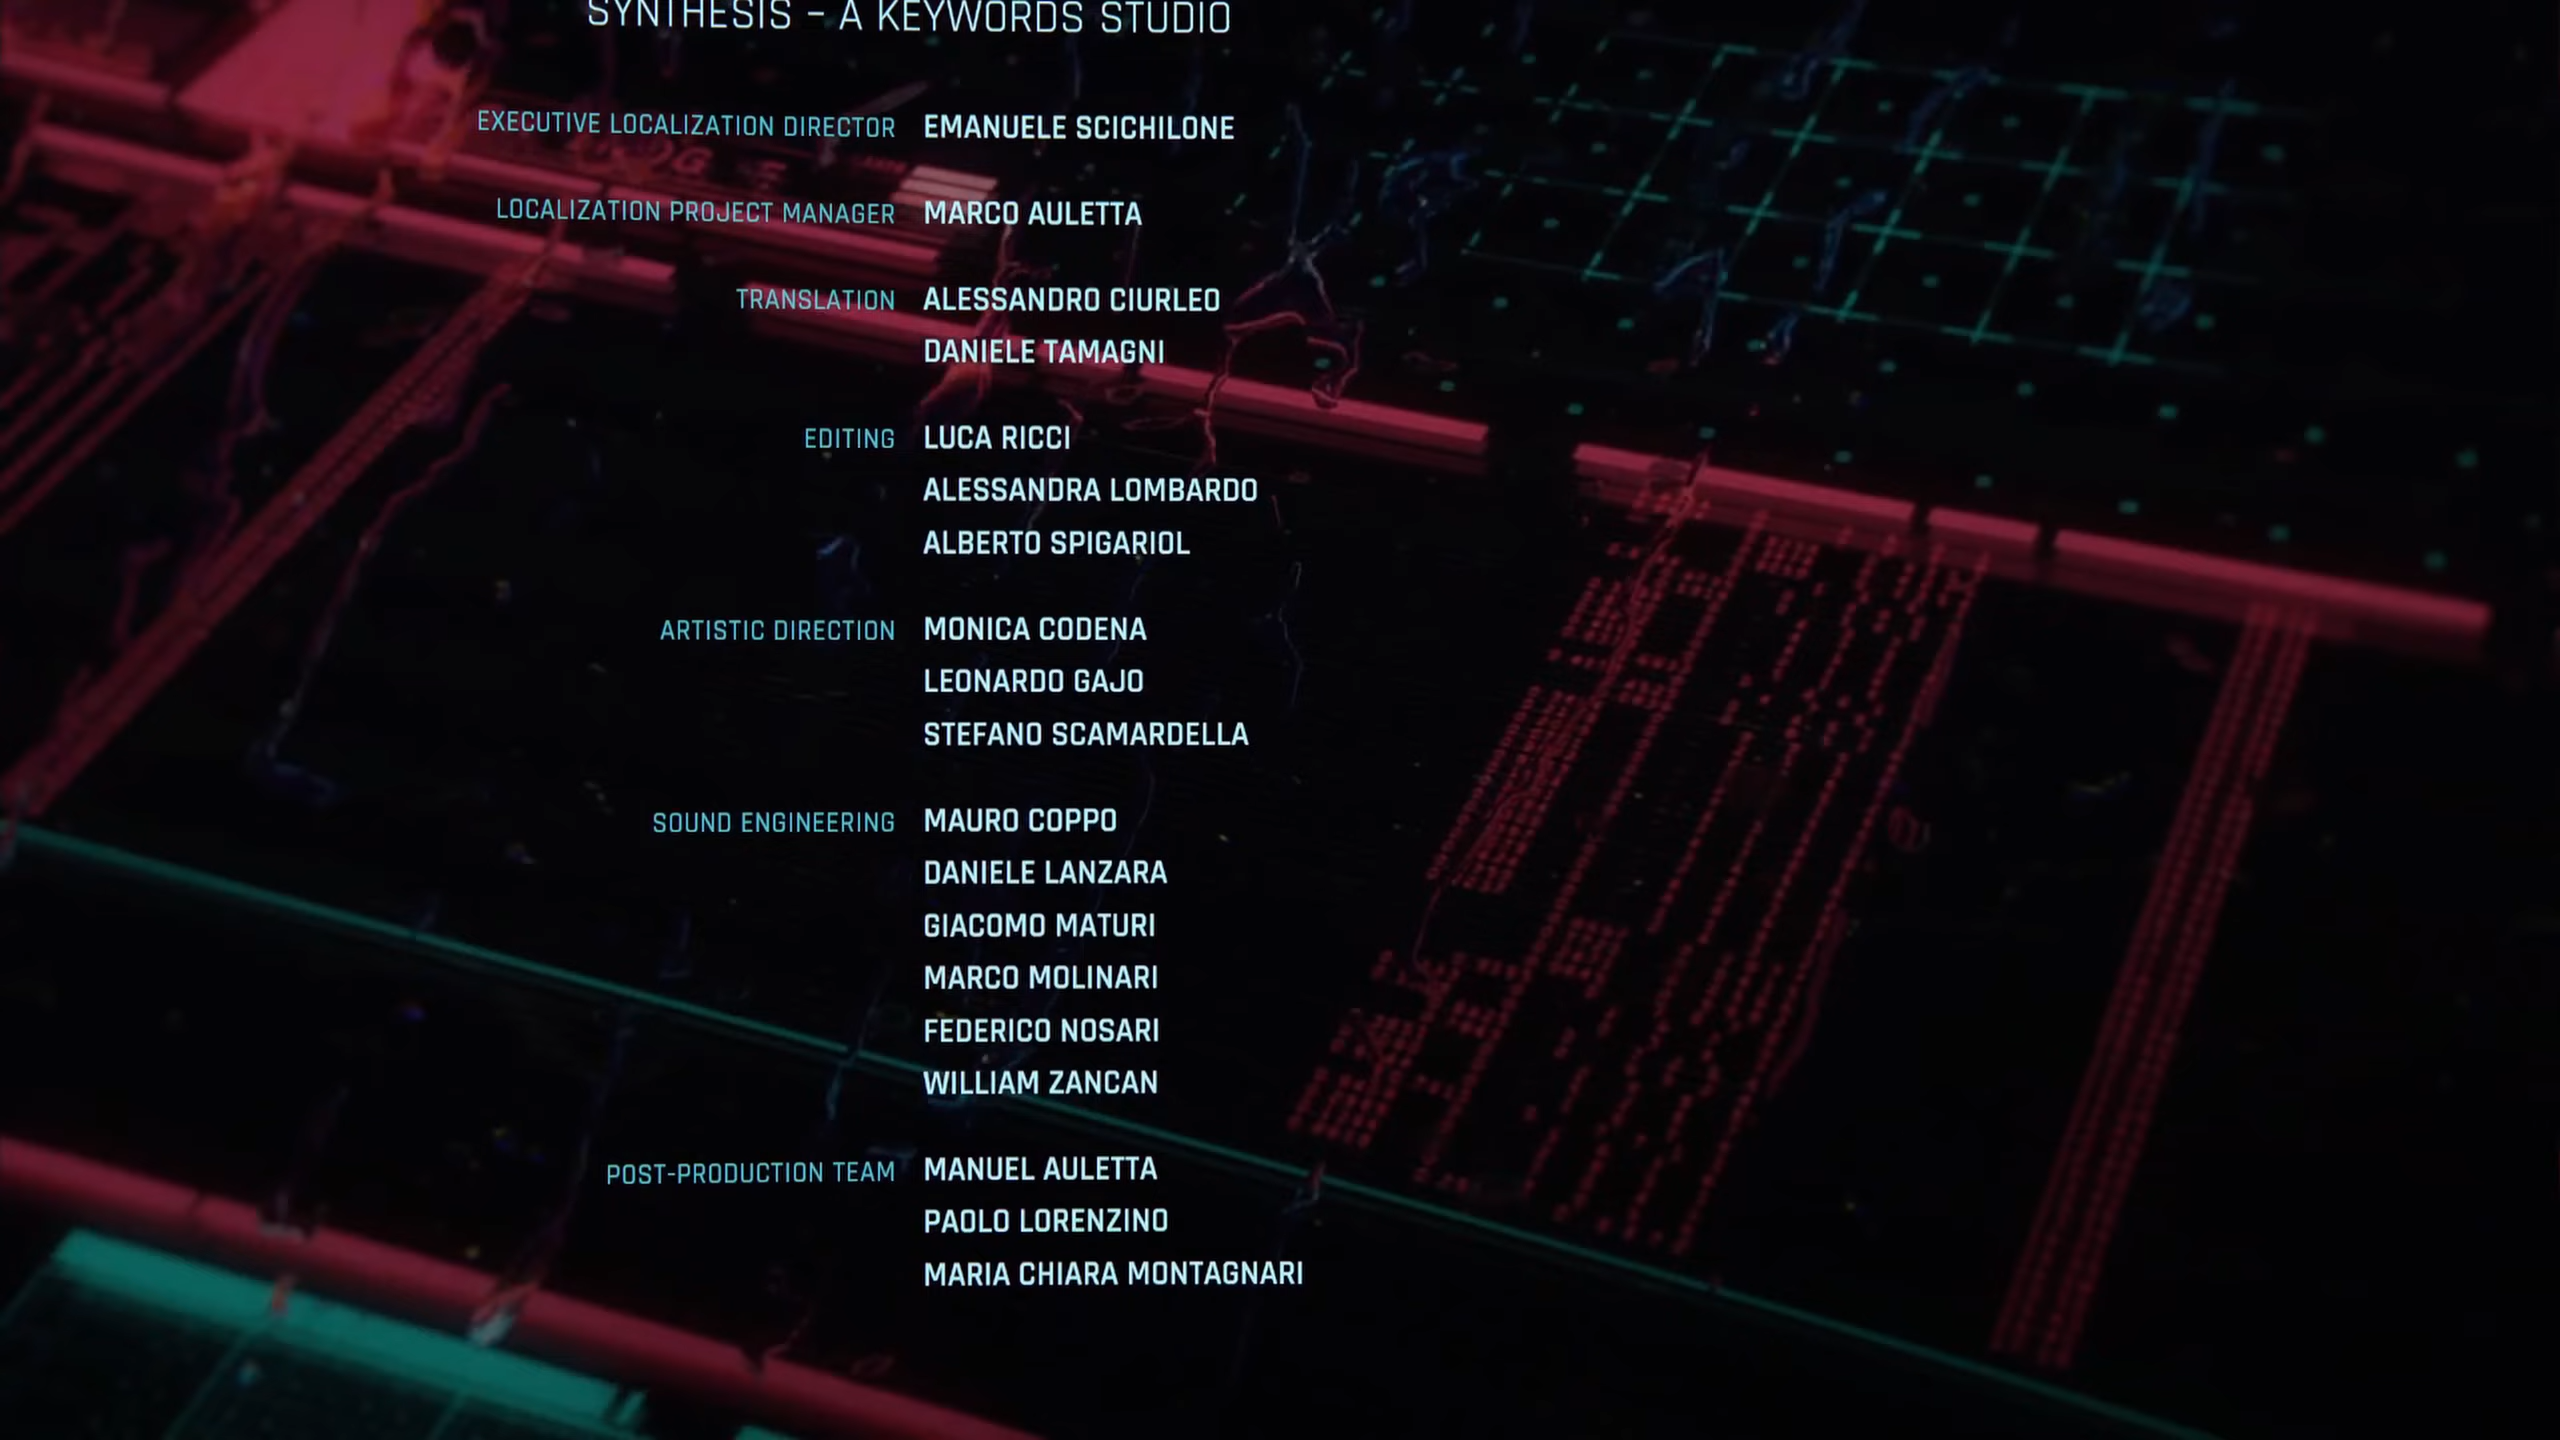 SYNTHESIS – A KEYWORDS STUDIO
EXECUTIVE LOCALIZATION DIRECTOR EMANUELE SCICHILONE
LOCALIZATION PROJECT MANAGER MARCO AULETTA
TRANSLATION ALESSANDRO CIURLEO
DANIELE TAMAGNI
EDITING LUCA RICCI
ALESSANDRA LOMBARDO
ALBERTO SPIGARIOL
ARTISTIC DIRECTION MONICA CODENA
LEONARDO GAJO
STEFANO SCAMARDELLA
SOUND ENGINEERING MAURO COPPO
DANIELE LANZARA
GIACOMO MATURI
MARCO MOLINARI
FEDERICO NOSARI
WILLIAM ZANCAN
POST-PRODUCTION TEAM MANUEL AULETTA
PAOLO LORENZINO
MARIA CHIARA MONTAGNARI